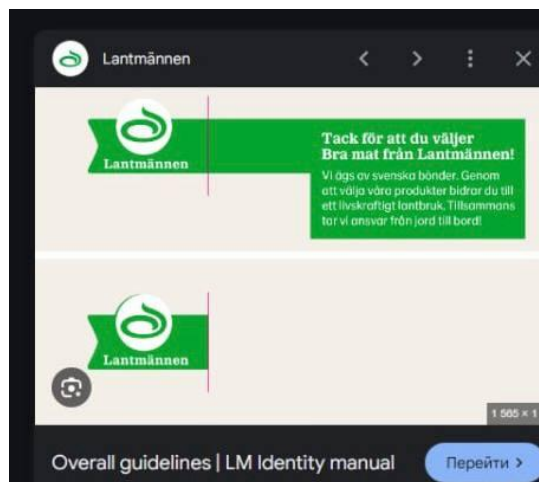 Lantmännen
Lantmännen
Tack för att du väljer
Bra mat från Lantmännen!
Vi ägs av svenska bönder. Genom
att välja våra produkter bidrar du till
ett livskraftigt lantbruk. Tillsammans
tar vi ansvar från jord till bord!
Lantmännen
Overall guidelines | LM Identity manual
Перейти